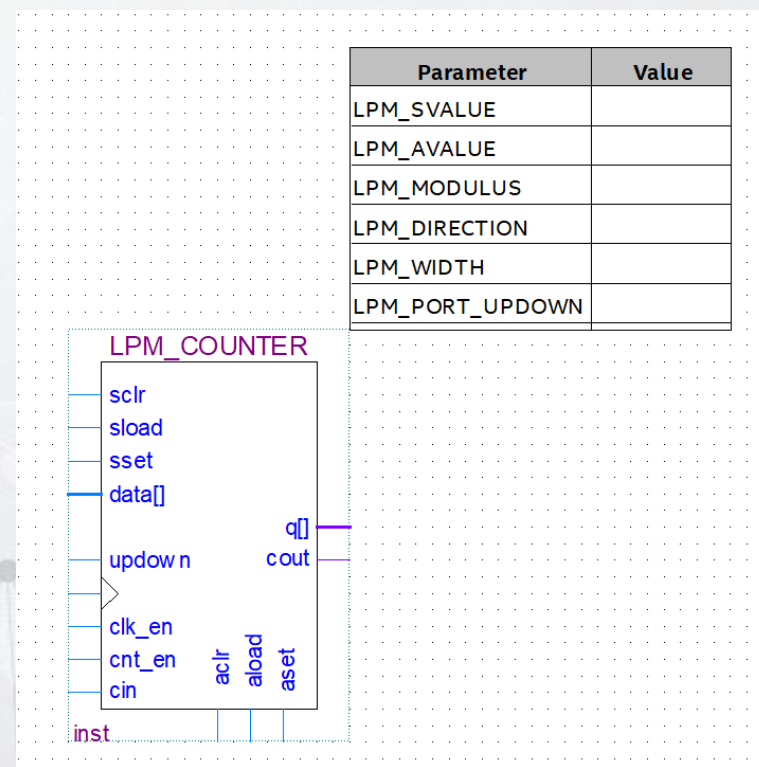 Parameter Value
LPM_SVALUE
LPM_AVALUE
LPM_MODULUS
LPM_DIRECTION
LPM_WIDTH
LPM_PORT_UPDOWN
LPM_COUNTER
sclr
sload
sset
data[]
q[]
updown cout
clk_en
cnt_en
cin
aclr
aload
aset
inst